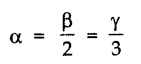 α = β/2 = γ/3